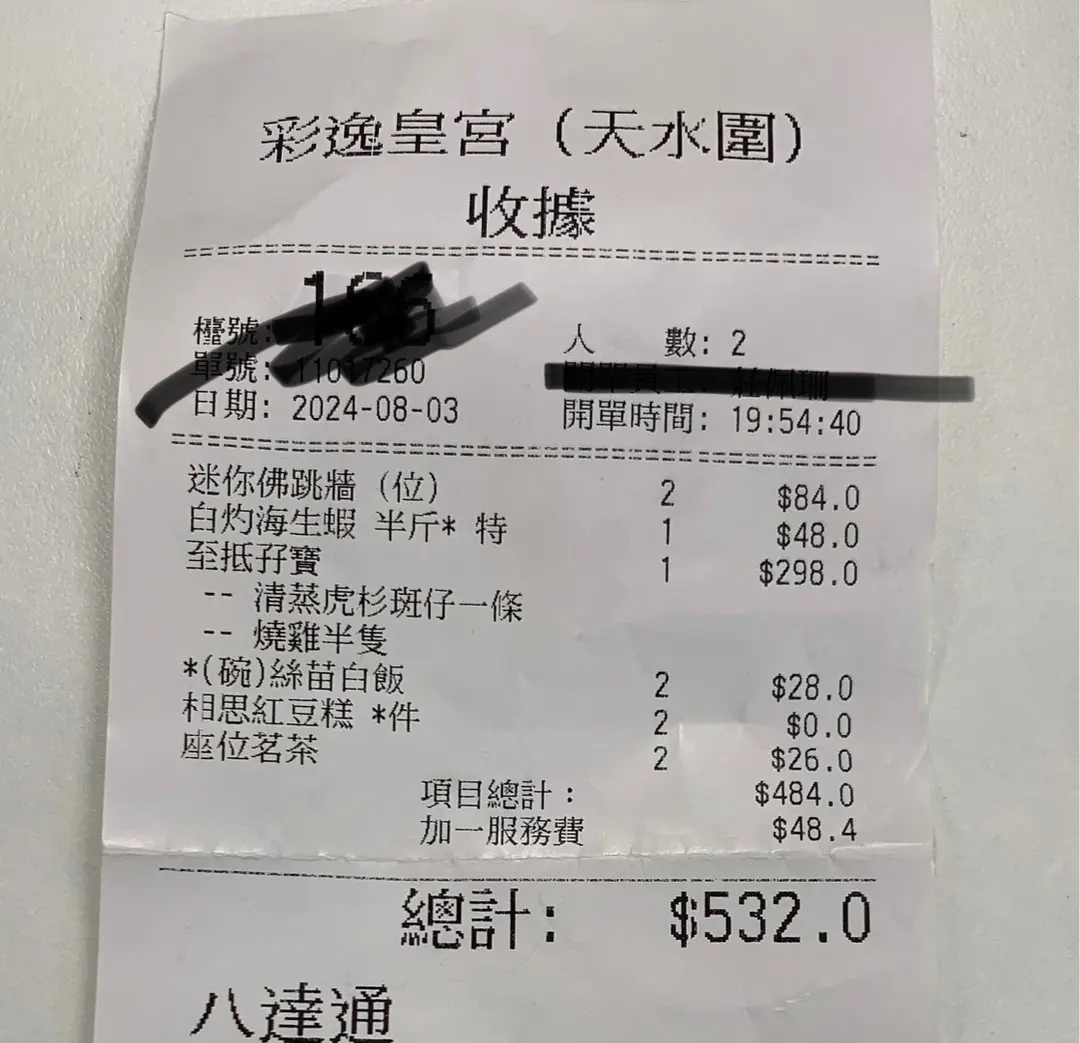 彩逸皇宮（天水圍）
收據
檯號:
單號: 11017260
日期: 2024-08-03
人 數: 2
開單時間: 19:54:40
迷你佛跳牆 (位) 2 $84.0
白灼海生蝦 半斤* 特 1 $48.0
至抵孖寶 1 $298.0
-- 清蒸虎杉斑仔一條
-- 燒雞半隻
*(碗)絲苗白飯 2 $28.0
相思紅豆糕 *件 2 $0.0
座位茗茶 2 $26.0
項目總計： $484.0
加一服務費 $48.4
總計: $532.0
八達通